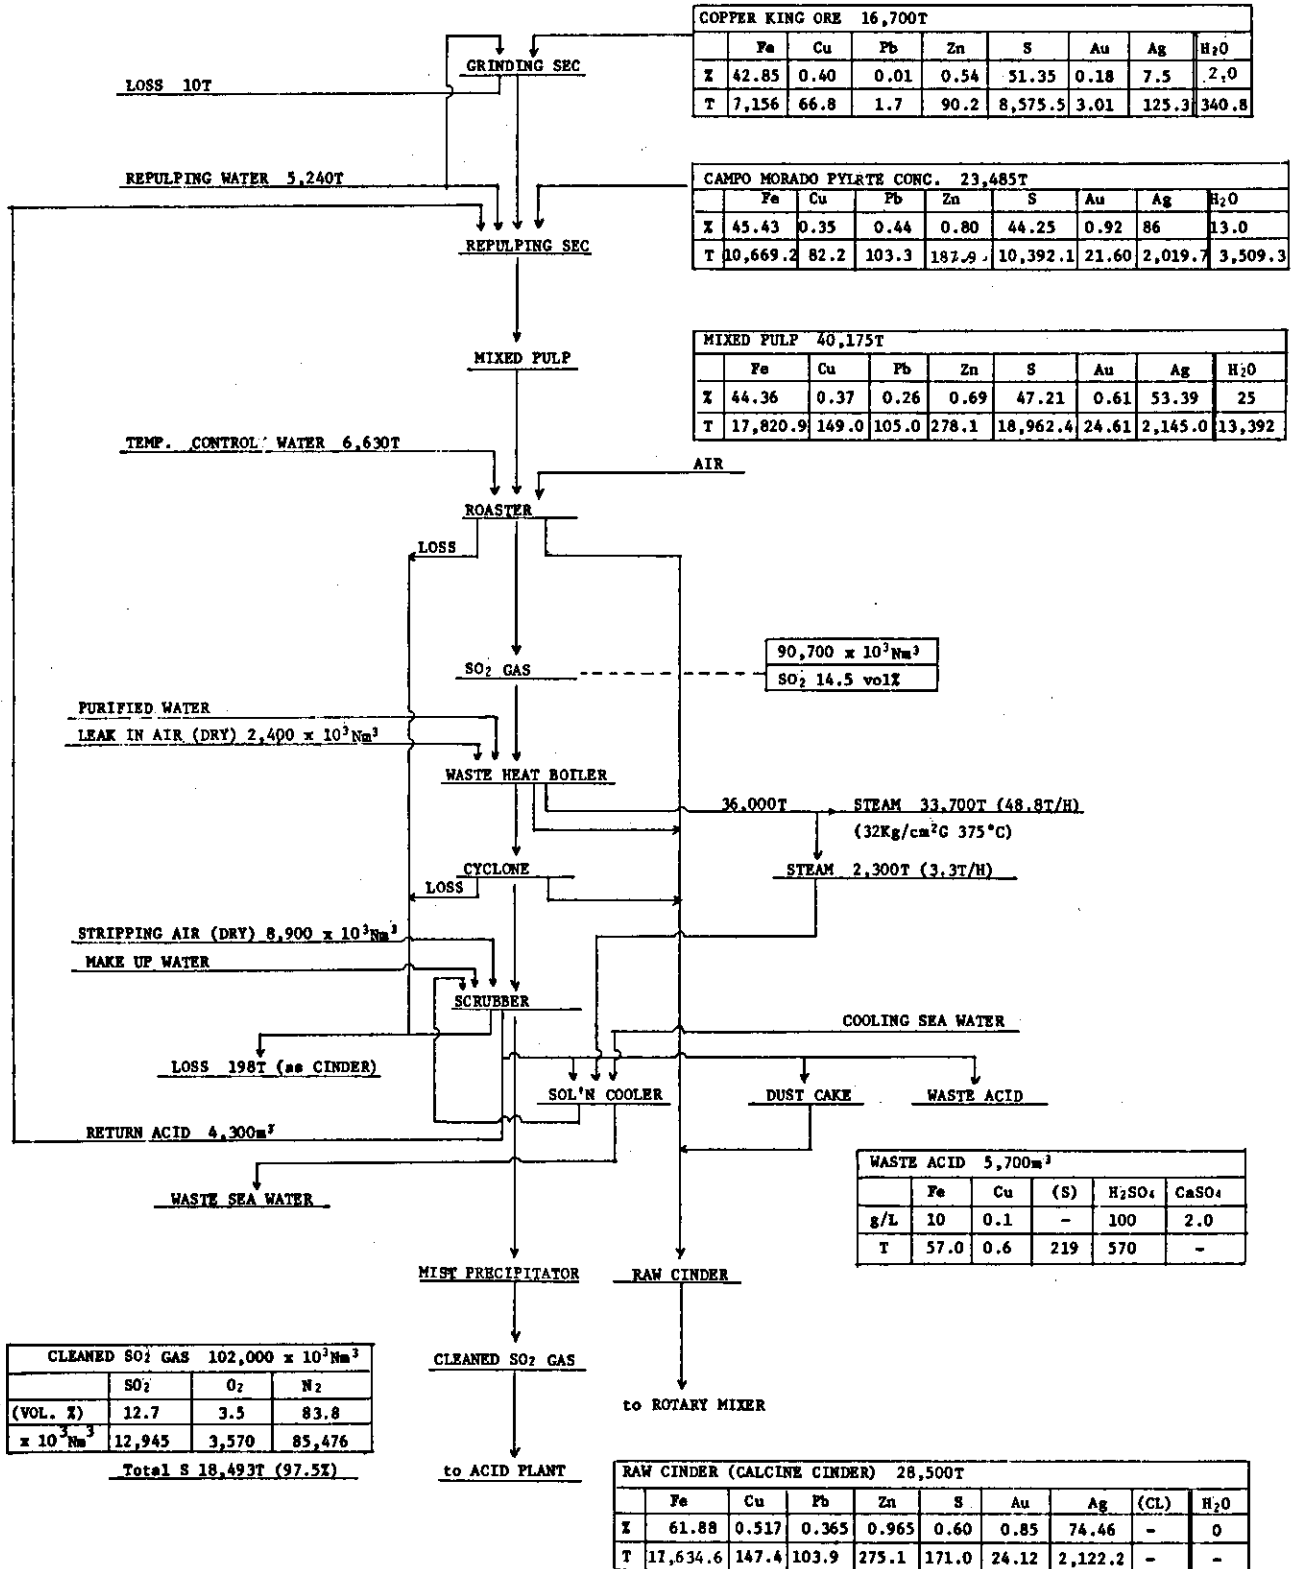 COPPER KING ORE 16,700T
Fe Cu Pb Zn S Au Ag H₂O
% 42.85 0.40 0.01 0.54 51.35 0.18 7.5 2.0
T 7,156 66.8 1.7 90.2 8,575.5 3.01 125.3 340.8
GRINDING SEC
LOSS 10T
REPULPING WATER 5,240T
CAMPO MORADO PYLRTE CONC. 23,485T
Fe Cu Pb Zn S Au Ag H₂O
% 45.43 0.35 0.44 0.80 44.25 0.92 86 13.0
T 10,669.2 82.2 103.3 187.9 10,392.1 21.60 2,019.7 3,509.3
REPULPING SEC
MIXED PULP
MIXED PULP 40,175T
Fe Cu Pb Zn S Au Ag H₂O
% 44.36 0.37 0.26 0.69 47.21 0.61 53.39 25
T 17,820.9 149.0 105.0 278.1 18,962.4 24.61 2,145.0 13,392
TEMP. CONTROL WATER 6,630T
AIR
ROASTER
LOSS
SO₂ GAS
90,700 x 10³Nm³
SO₂ 14.5 vol%
PURIFIED WATER
LEAK IN AIR (DRY) 2,400 x 10³Nm³
WASTE HEAT BOILER
36,000T
STEAM 33,700T (48.8T/H)
(32Kg/cm²G 375°C)
CYCLONE
STEAM 2,300T (3.3T/H)
LOSS
STRIPPING AIR (DRY) 8,900 x 10³Nm³
MAKE UP WATER
SCRUBBER
COOLING SEA WATER
LOSS 198T (as CINDER)
SOL'N COOLER
DUST CAKE
WASTE ACID
RETURN ACID 4,300m³
WASTE SEA WATER
WASTE ACID 5,700m³
Fe Cu (S) H₂SO₄ CaSO₄
g/L 10 0.1 - 100 2.0
T 57.0 0.6 219 570 -
MIST PRECIPITATOR
RAW CINDER
CLEANED SO₂ GAS 102,000 x 10³Nm³
SO₂ O₂ N₂
(VOL. %) 12.7 3.5 83.8
x 10³Nm³ 12,945 3,570 85,476
Total S 18,493T (97.5%)
CLEANED SO₂ GAS
to ROTARY MIXER
to ACID PLANT
RAW CINDER (CALCINE CINDER) 28,500T
Fe Cu Pb Zn S Au Ag (CL) H₂O
% 61.88 0.517 0.365 0.965 0.60 0.85 74.46 - 0
T 17,634.6 147.4 103.9 275.1 171.0 24.12 2,122.2 - -